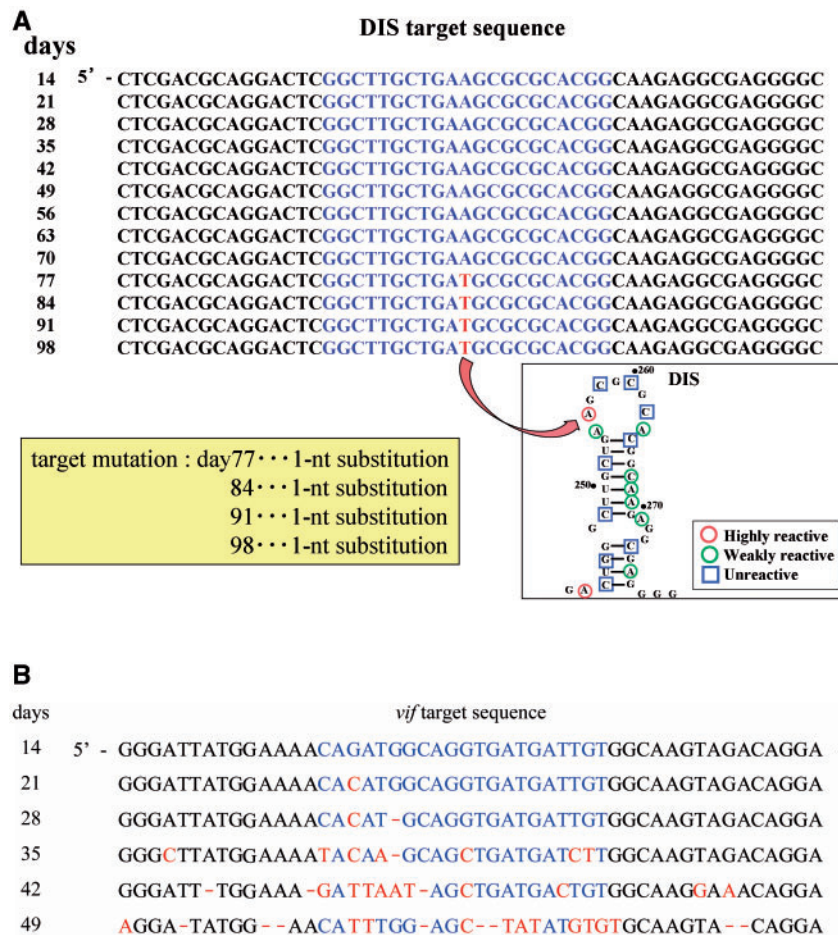 A
DIS target sequence
days
14 5' - CTCGACGCAGGACTCGGCTTGCTGAAGCGCGCACGGCAAGAGGCGAGGGGC
21 CTCGACGCAGGACTCGGCTTGCTGAAGCGCGCACGGCAAGAGGCGAGGGGC
28 CTCGACGCAGGACTCGGCTTGCTGAAGCGCGCACGGCAAGAGGCGAGGGGC
35 CTCGACGCAGGACTCGGCTTGCTGAAGCGCGCACGGCAAGAGGCGAGGGGC
42 CTCGACGCAGGACTCGGCTTGCTGAAGCGCGCACGGCAAGAGGCGAGGGGC
49 CTCGACGCAGGACTCGGCTTGCTGAAGCGCGCACGGCAAGAGGCGAGGGGC
56 CTCGACGCAGGACTCGGCTTGCTGAAGCGCGCACGGCAAGAGGCGAGGGGC
63 CTCGACGCAGGACTCGGCTTGCTGAAGCGCGCACGGCAAGAGGCGAGGGGC
70 CTCGACGCAGGACTCGGCTTGCTGAAGCGCGCACGGCAAGAGGCGAGGGGC
77 CTCGACGCAGGACTCGGCTTGCTGATGCGCGCACGGCAAGAGGCGAGGGGC
84 CTCGACGCAGGACTCGGCTTGCTGATGCGCGCACGGCAAGAGGCGAGGGGC
91 CTCGACGCAGGACTCGGCTTGCTGATGCGCGCACGGCAAGAGGCGAGGGGC
98 CTCGACGCAGGACTCGGCTTGCTGATGCGCGCACGGCAAGAGGCGAGGGGC
target mutation : day77···1-nt substitution
84···1-nt substitution
91···1-nt substitution
98···1-nt substitution
DIS
260
C G C
G G
A C
A A
G C
U G
C G
U C
250 U A
U A
270
C G A
G G
G
G C
G G
U A
G A C G G G G
Highly reactive
Weakly reactive
Unreactive
B
days
vif target sequence
14 5' - GGGATTATGGAAAACAGATGGCAGGTGATGATTGTGGCAAGTAGACAGGA
21 GGGATTATGGAAAACACATGGCAGGTGATGATTGTGGCAAGTAGACAGGA
28 GGGATTATGGAAAACACAT-GCAGGTGATGATTGTGGCAAGTAGACAGGA
35 GGGCTTATGGAAAATACAA-GCAGCTGATGATCTTGGCAAGTAGACAGGA
42 GGGATT-TGGAAA-GATTAAT-AGCTGATGACTGTGGCAAGGAAACAGGA
49 AGGA-TATGG--AACATTTGG-AGC--TATATGTGTGCAAGTA--CAGGA